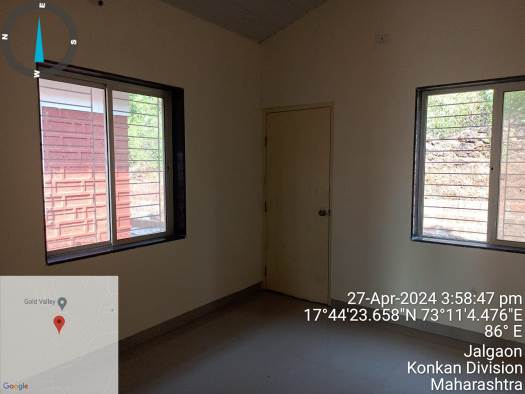 N
S
W
Gold Valley
Google
27-Apr-2024 3:58:47 pm
17°44'23.658"N 73°11'4.476"E
86° E
Jalgaon
Konkan Division
Maharashtra